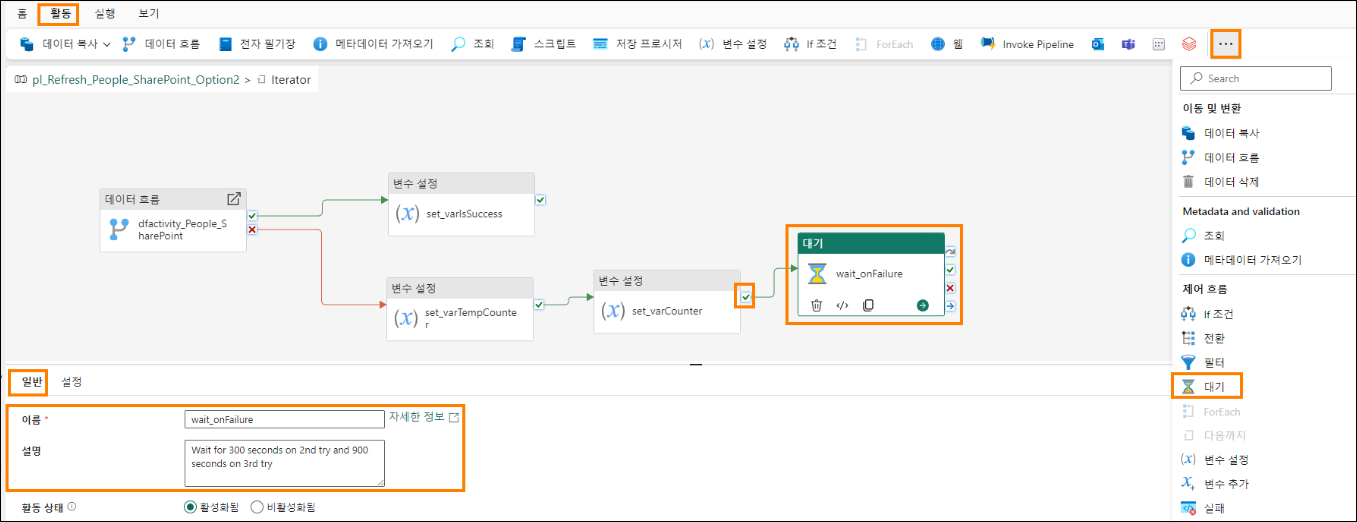 홈 활동 실행 보기
데이터 복사 데이터 흐름 전자 필기장 메타데이터 가져오기 조회 스크립트 저장 프로시저 (x) 변수 설정 If 조건 ForEach 웹 Invoke Pipeline ...
pl_Refresh_People_SharePoint_Option2 > Iterator
데이터 흐름
dfactivity_People_S
harePoint
변수 설정
(x) set_varIsSuccess
변수 설정
(x) set_varTempCounte
r
변수 설정
(x) set_varCounter
대기
wait_onFailure
</>
일반 설정
이름 * wait_onFailure 자세한 정보
설명 Wait for 300 seconds on 2nd try and 900
seconds on 3rd try
활동 상태 활성화됨 비활성화됨
Search
이동 및 변환
데이터 복사
데이터 흐름
데이터 삭제
Metadata and validation
조회
메타데이터 가져오기
제어 흐름
If 조건
전환
필터
대기
ForEach
다음까지
(x) 변수 설정
변수 추가
실패